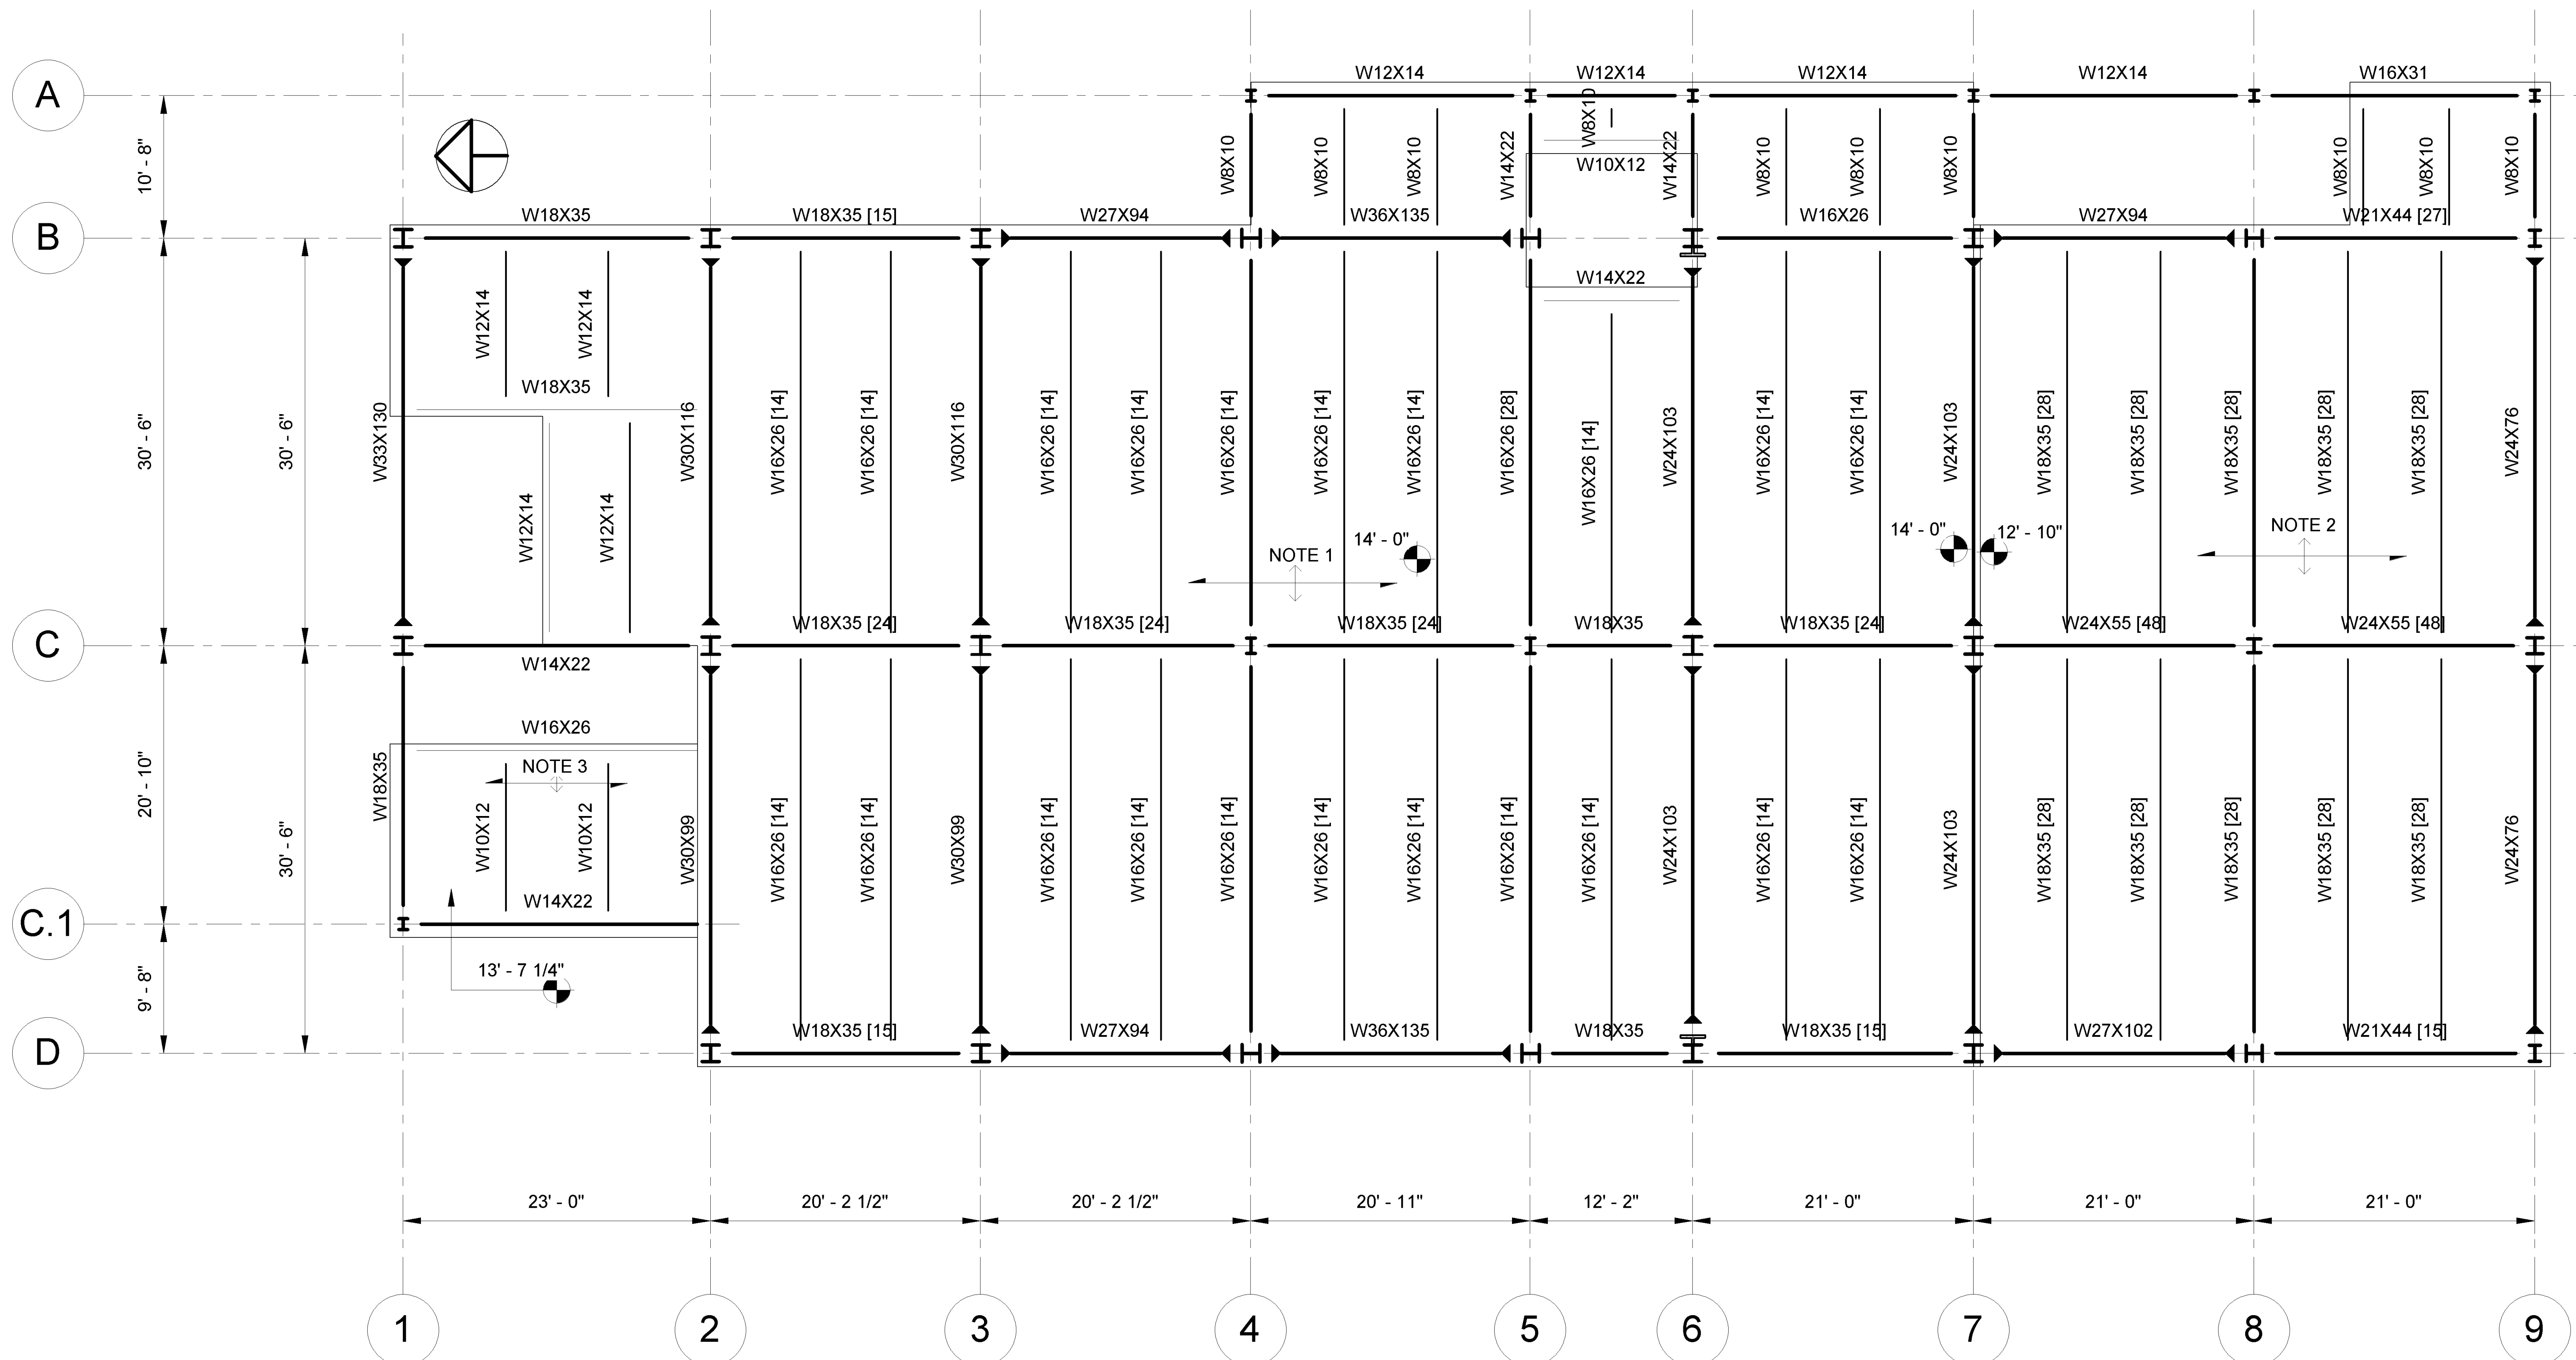 W12X14 W12X14 W12X14 W12X14 W16X31
A
W8X10
10' - 8"
W8X10 W8X10 W8X10 W14X22 W14X22 W8X10 W8X10 W8X10 W8X10 W8X10 W8X10
W10X12
B
W18X35 W18X35 [15] W27X94 W36X135 W16X26 W27X94 W21X44 [27]
W14X22
W12X14 W12X14
W18X35
30' - 6" 30' - 6"
W33X130 W30X116 W16X26 [14] W16X26 [14] W30X116 W16X26 [14] W16X26 [14] W16X26 [14] W16X26 [14] W16X26 [14] W16X26 [28] W16X26 [14] W24X103 W16X26 [14] W16X26 [14] W24X103 W18X35 [28] W18X35 [28] W18X35 [28] W18X35 [28] W18X35 [28] W24X76
W12X14 W12X14
NOTE 1 14' - 0" 14' - 0" 12' - 10" NOTE 2
W18X35 [24] W18X35 [24] W18X35 [24] W18X35 W18X35 [24] W24X55 [48] W24X55 [48]
C
W14X22
W16X26
NOTE 3
20' - 10" 30' - 6"
W18X35 W10X12 W10X12 W30X99 W16X26 [14] W16X26 [14] W30X99 W16X26 [14] W16X26 [14] W16X26 [14] W16X26 [14] W16X26 [14] W16X26 [14] W16X26 [14] W24X103 W16X26 [14] W16X26 [14] W24X103 W18X35 [28] W18X35 [28] W18X35 [28] W18X35 [28] W18X35 [28] W24X76
W14X22
C.1
13' - 7 1/4"
9' - 8"
W18X35 [15] W27X94 W36X135 W18X35 W18X35 [15] W27X102 W21X44 [15]
D
23' - 0" 20' - 2 1/2" 20' - 2 1/2" 20' - 11" 12' - 2" 21' - 0" 21' - 0" 21' - 0"
1 2 3 4 5 6 7 8 9